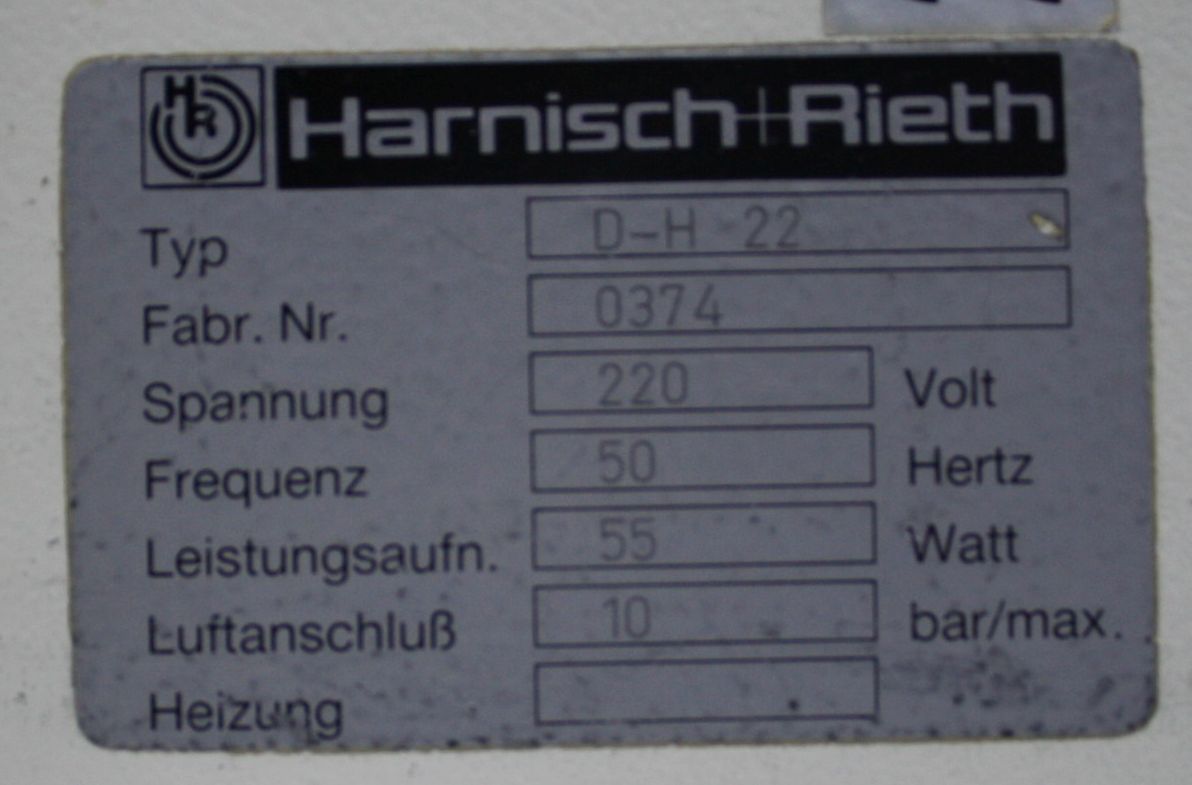 HR Harnisch+Rieth
Typ D-H 22
Fabr. Nr. 0374
Spannung 220 Volt
Frequenz 50 Hertz
Leistungsaufn. 55 Watt
Luftanschluß 10 bar/max.
Heizung